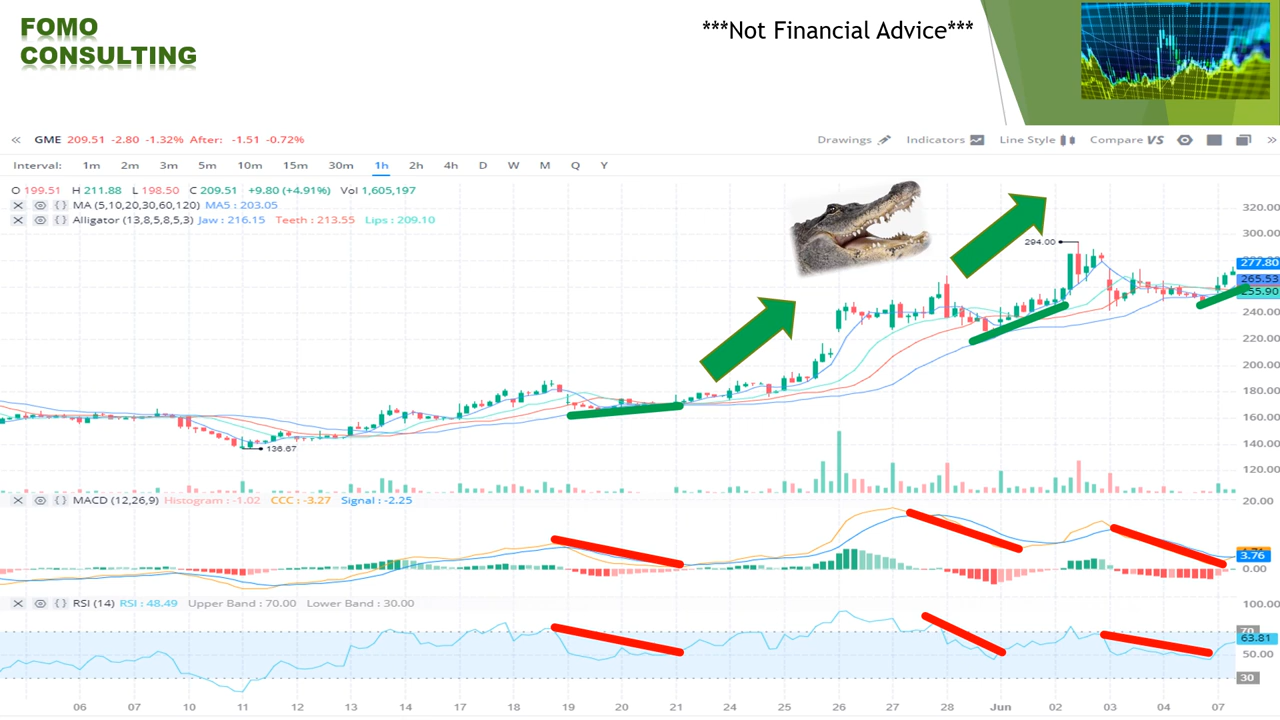 FOMO
CONSULTING
***Not Financial Advice***
GME 209.51 -2.80 -1.32% After: -1.51 -0.72%
Drawings Indicators Line Style Compare VS
Interval: 1m 2m 3m 5m 10m 15m 30m 1h 2h 4h D W M Q Y
O 199.51 H 211.88 L 198.50 C 209.51 +9.80 (+4.91%) Vol 1,605,197
MA (5,10,20,30,60,120) MA5 : 203.05
Alligator (13,8,5,8,5,3) Jaw : 216.15 Teeth : 213.55 Lips : 209.10
320.00
300.00
294.00
277.80
265.53
255.90
240.00
220.00
200.00
180.00
160.00
140.00
136.67
120.00
MACD (12,26,9) Histogram : -1.02 CCC : -3.27 Signal : -2.25
20.00
3.76
0.00
RSI (14) RSI : 48.49 Upper Band : 70.00 Lower Band : 30.00
100.00
70
63.81
50.00
30
06 07 10 11 12 13 14 17 18 19 20 21 24 25 26 27 28 Jun 02 03 04 07